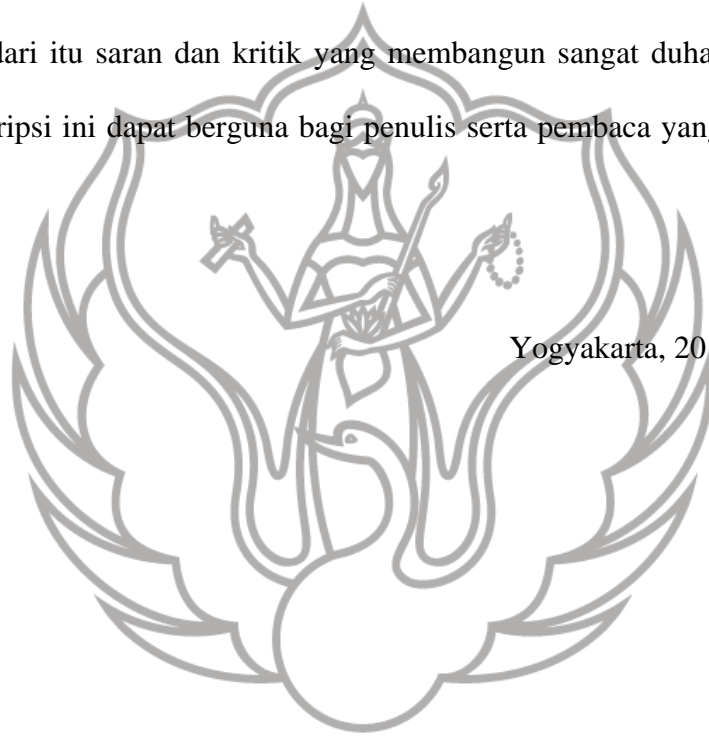 dari itu saran dan kritik yang membangun sangat duha
ripsi ini dapat berguna bagi penulis serta pembaca yang
Yogyakarta, 20